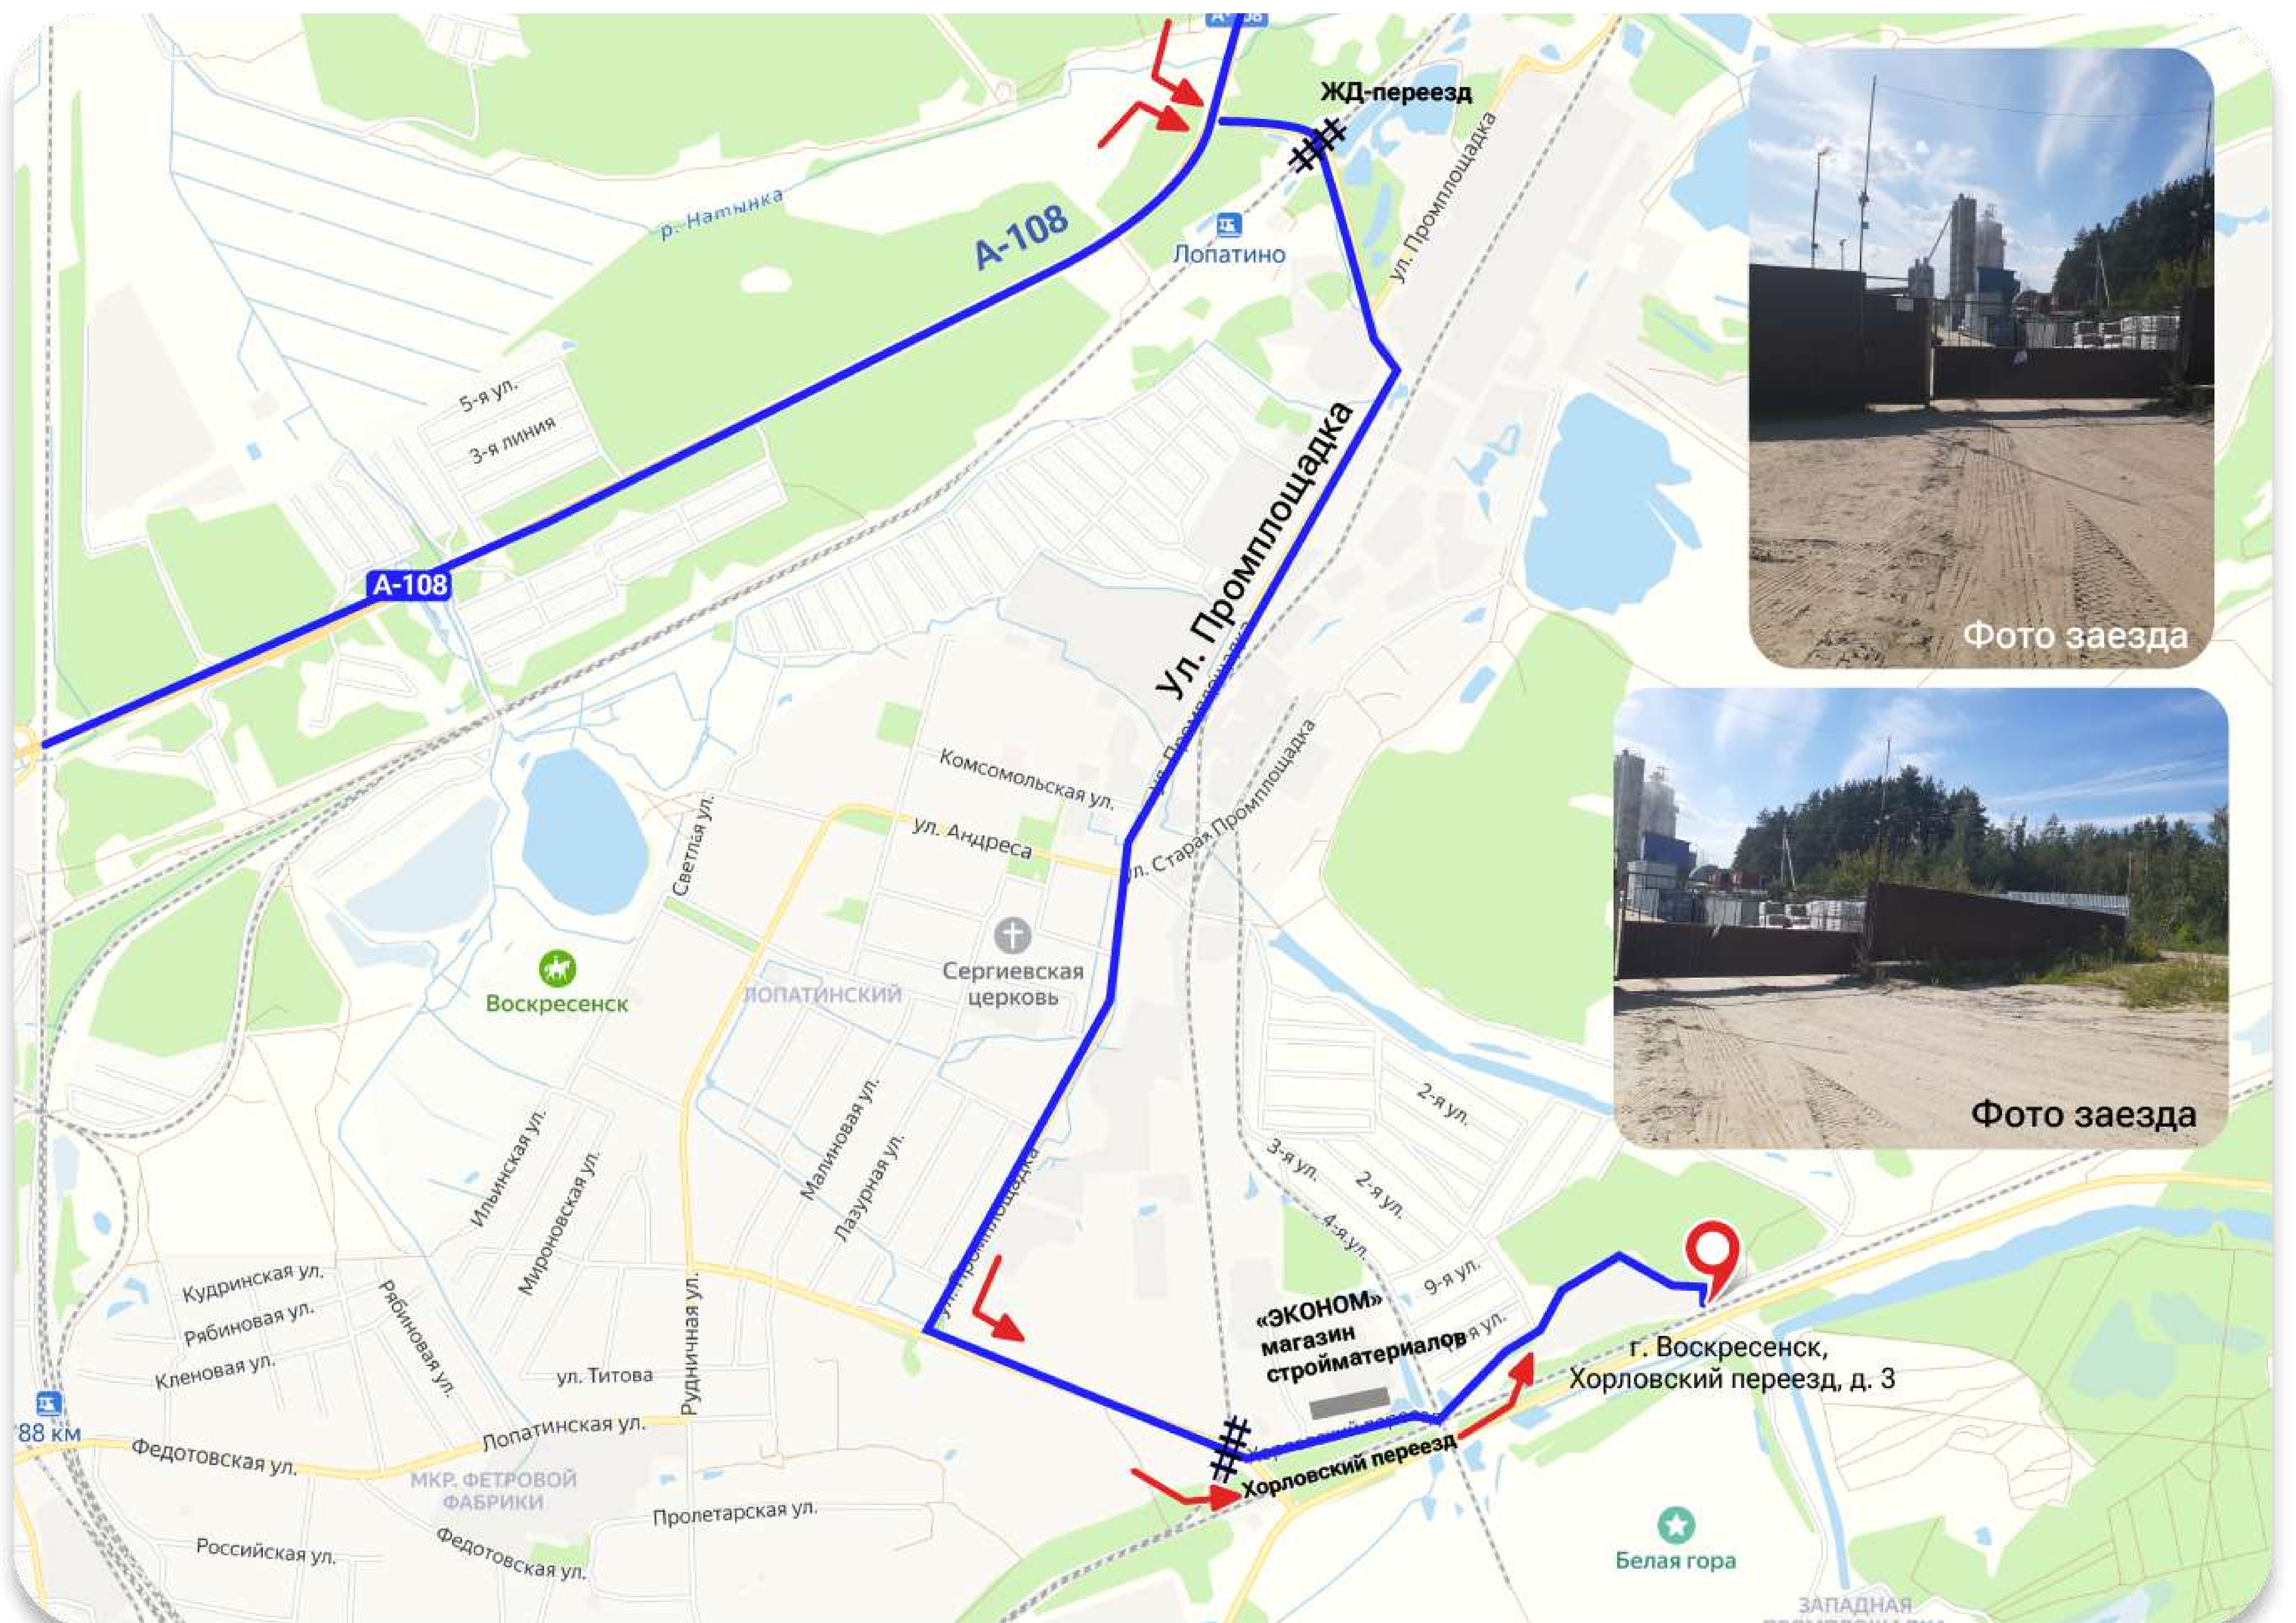 А-108
ЖД-переезд
ул. Промплощадка
р. Натынка
А-108
Лопатино
5-я ул.
3-я линия
Ул. Промплощадка
А-108
ул. Промплощадка
Фото заезда
Комсомольская ул.
ул. Андреса
ул. Старая Промплощадка
Светлая ул.
Сергиевская
церковь
ЛОПАТИНСКИЙ
Воскресенск
2-я ул.
Фото заезда
3-я ул.
2-я ул.
4-я ул.
9-я ул.
Малиновая ул.
Лазурная ул.
Ильинская ул.
Мироновская ул.
ул. Промплощадка
Кудринская ул.
Рябиновая ул.
Кленовая ул.
Рябиновая ул.
ул. Титова
Рудничная ул.
«ЭКОНОМ»
магазин
стройматериалов
я ул.
г. Воскресенск,
Хорловский переезд, д. 3
88 км
Федотовская ул.
Лопатинская ул.
Хорловский переезд
Хорловский переезд
МКР. ФЕТРОВОЙ
ФАБРИКИ
Пролетарская ул.
Российская ул.
Федотовская ул.
Белая гора
ЗАПАДНАЯ